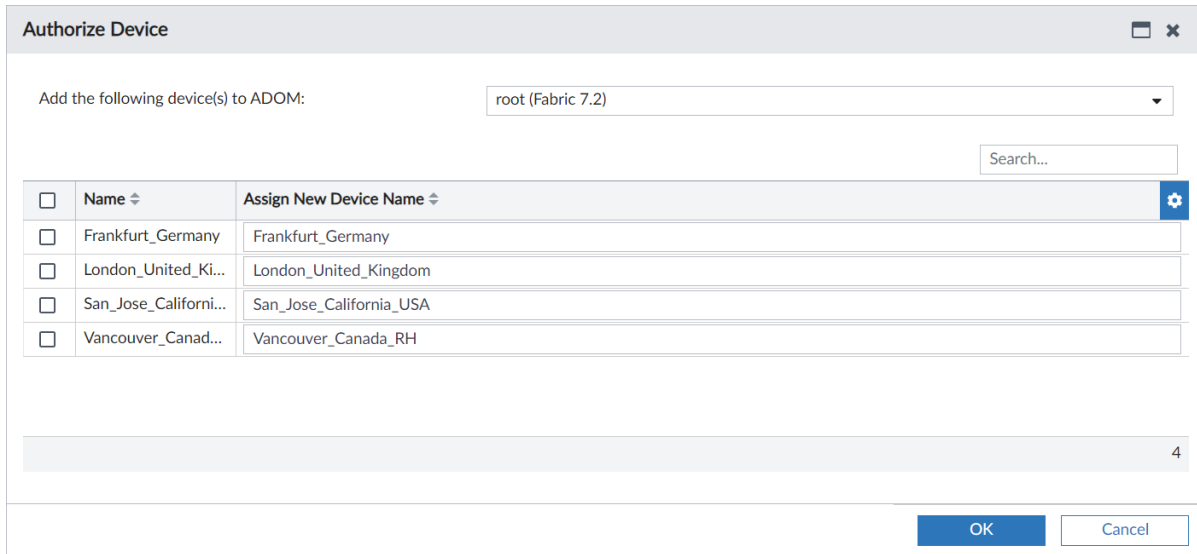 Authorize Device
Add the following device(s) to ADOM: root (Fabric 7.2)
Search...
Name Assign New Device Name
Frankfurt_Germany Frankfurt_Germany
London_United_Ki... London_United_Kingdom
San_Jose_Californi... San_Jose_California_USA
Vancouver_Canad... Vancouver_Canada_RH
4
OK Cancel